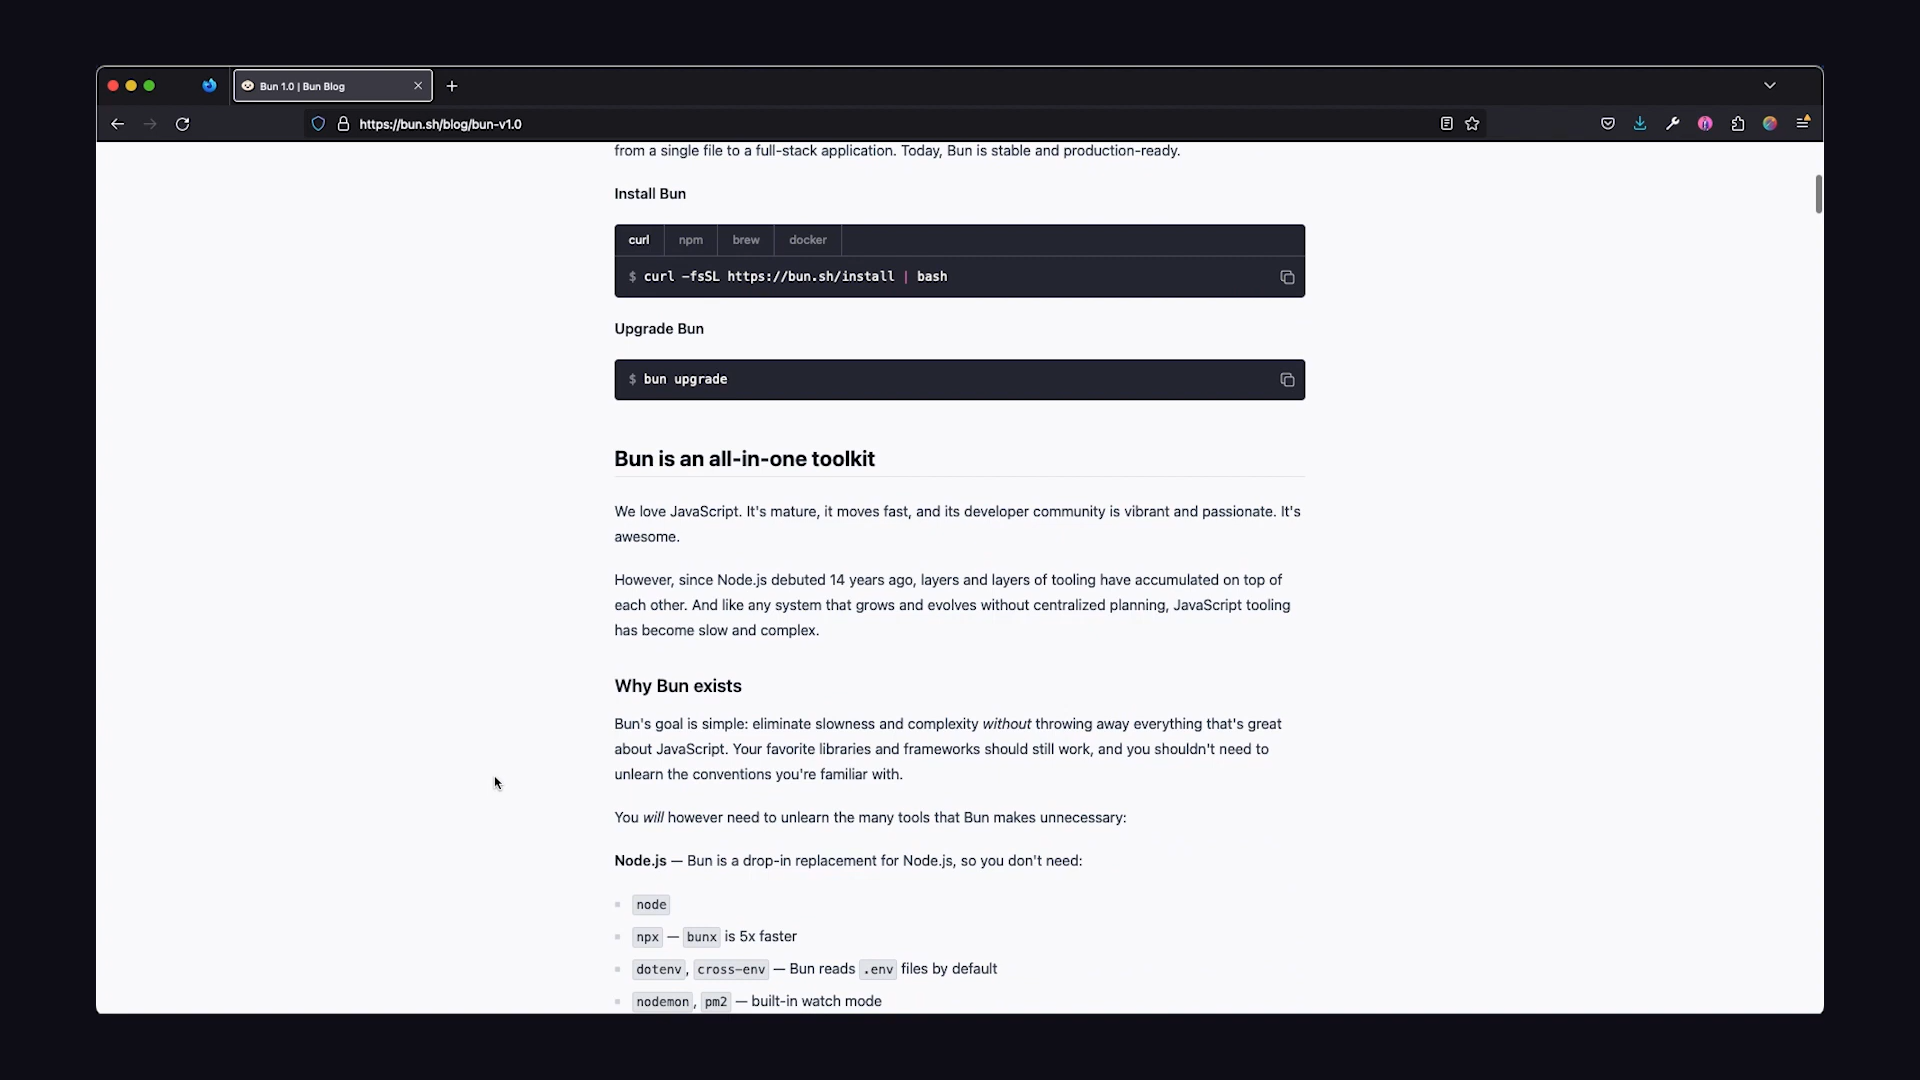 Bun 1.0 | Bun Blog
https://bun.sh/blog/bun-v1.0
from a single file to a full-stack application. Today, Bun is stable and production-ready.
Install Bun
curl npm brew docker
$ curl -fsSL https://bun.sh/install | bash
Upgrade Bun
$ bun upgrade
Bun is an all-in-one toolkit
We love JavaScript. It's mature, it moves fast, and its developer community is vibrant and passionate. It's
awesome.
However, since Node.js debuted 14 years ago, layers and layers of tooling have accumulated on top of
each other. And like any system that grows and evolves without centralized planning, JavaScript tooling
has become slow and complex.
Why Bun exists
Bun's goal is simple: eliminate slowness and complexity without throwing away everything that's great
about JavaScript. Your favorite libraries and frameworks should still work, and you shouldn't need to
unlearn the conventions you're familiar with.
You will however need to unlearn the many tools that Bun makes unnecessary:
Node.js — Bun is a drop-in replacement for Node.js, so you don't need:
node
npx — bunx is 5x faster
dotenv, cross-env — Bun reads .env files by default
nodemon, pm2 — built-in watch mode